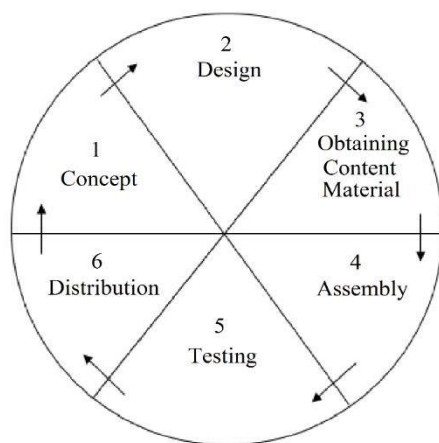 1
Concept
2
Design
3
Obtaining
Content
Material
4
Assembly
5
Testing
6
Distribution